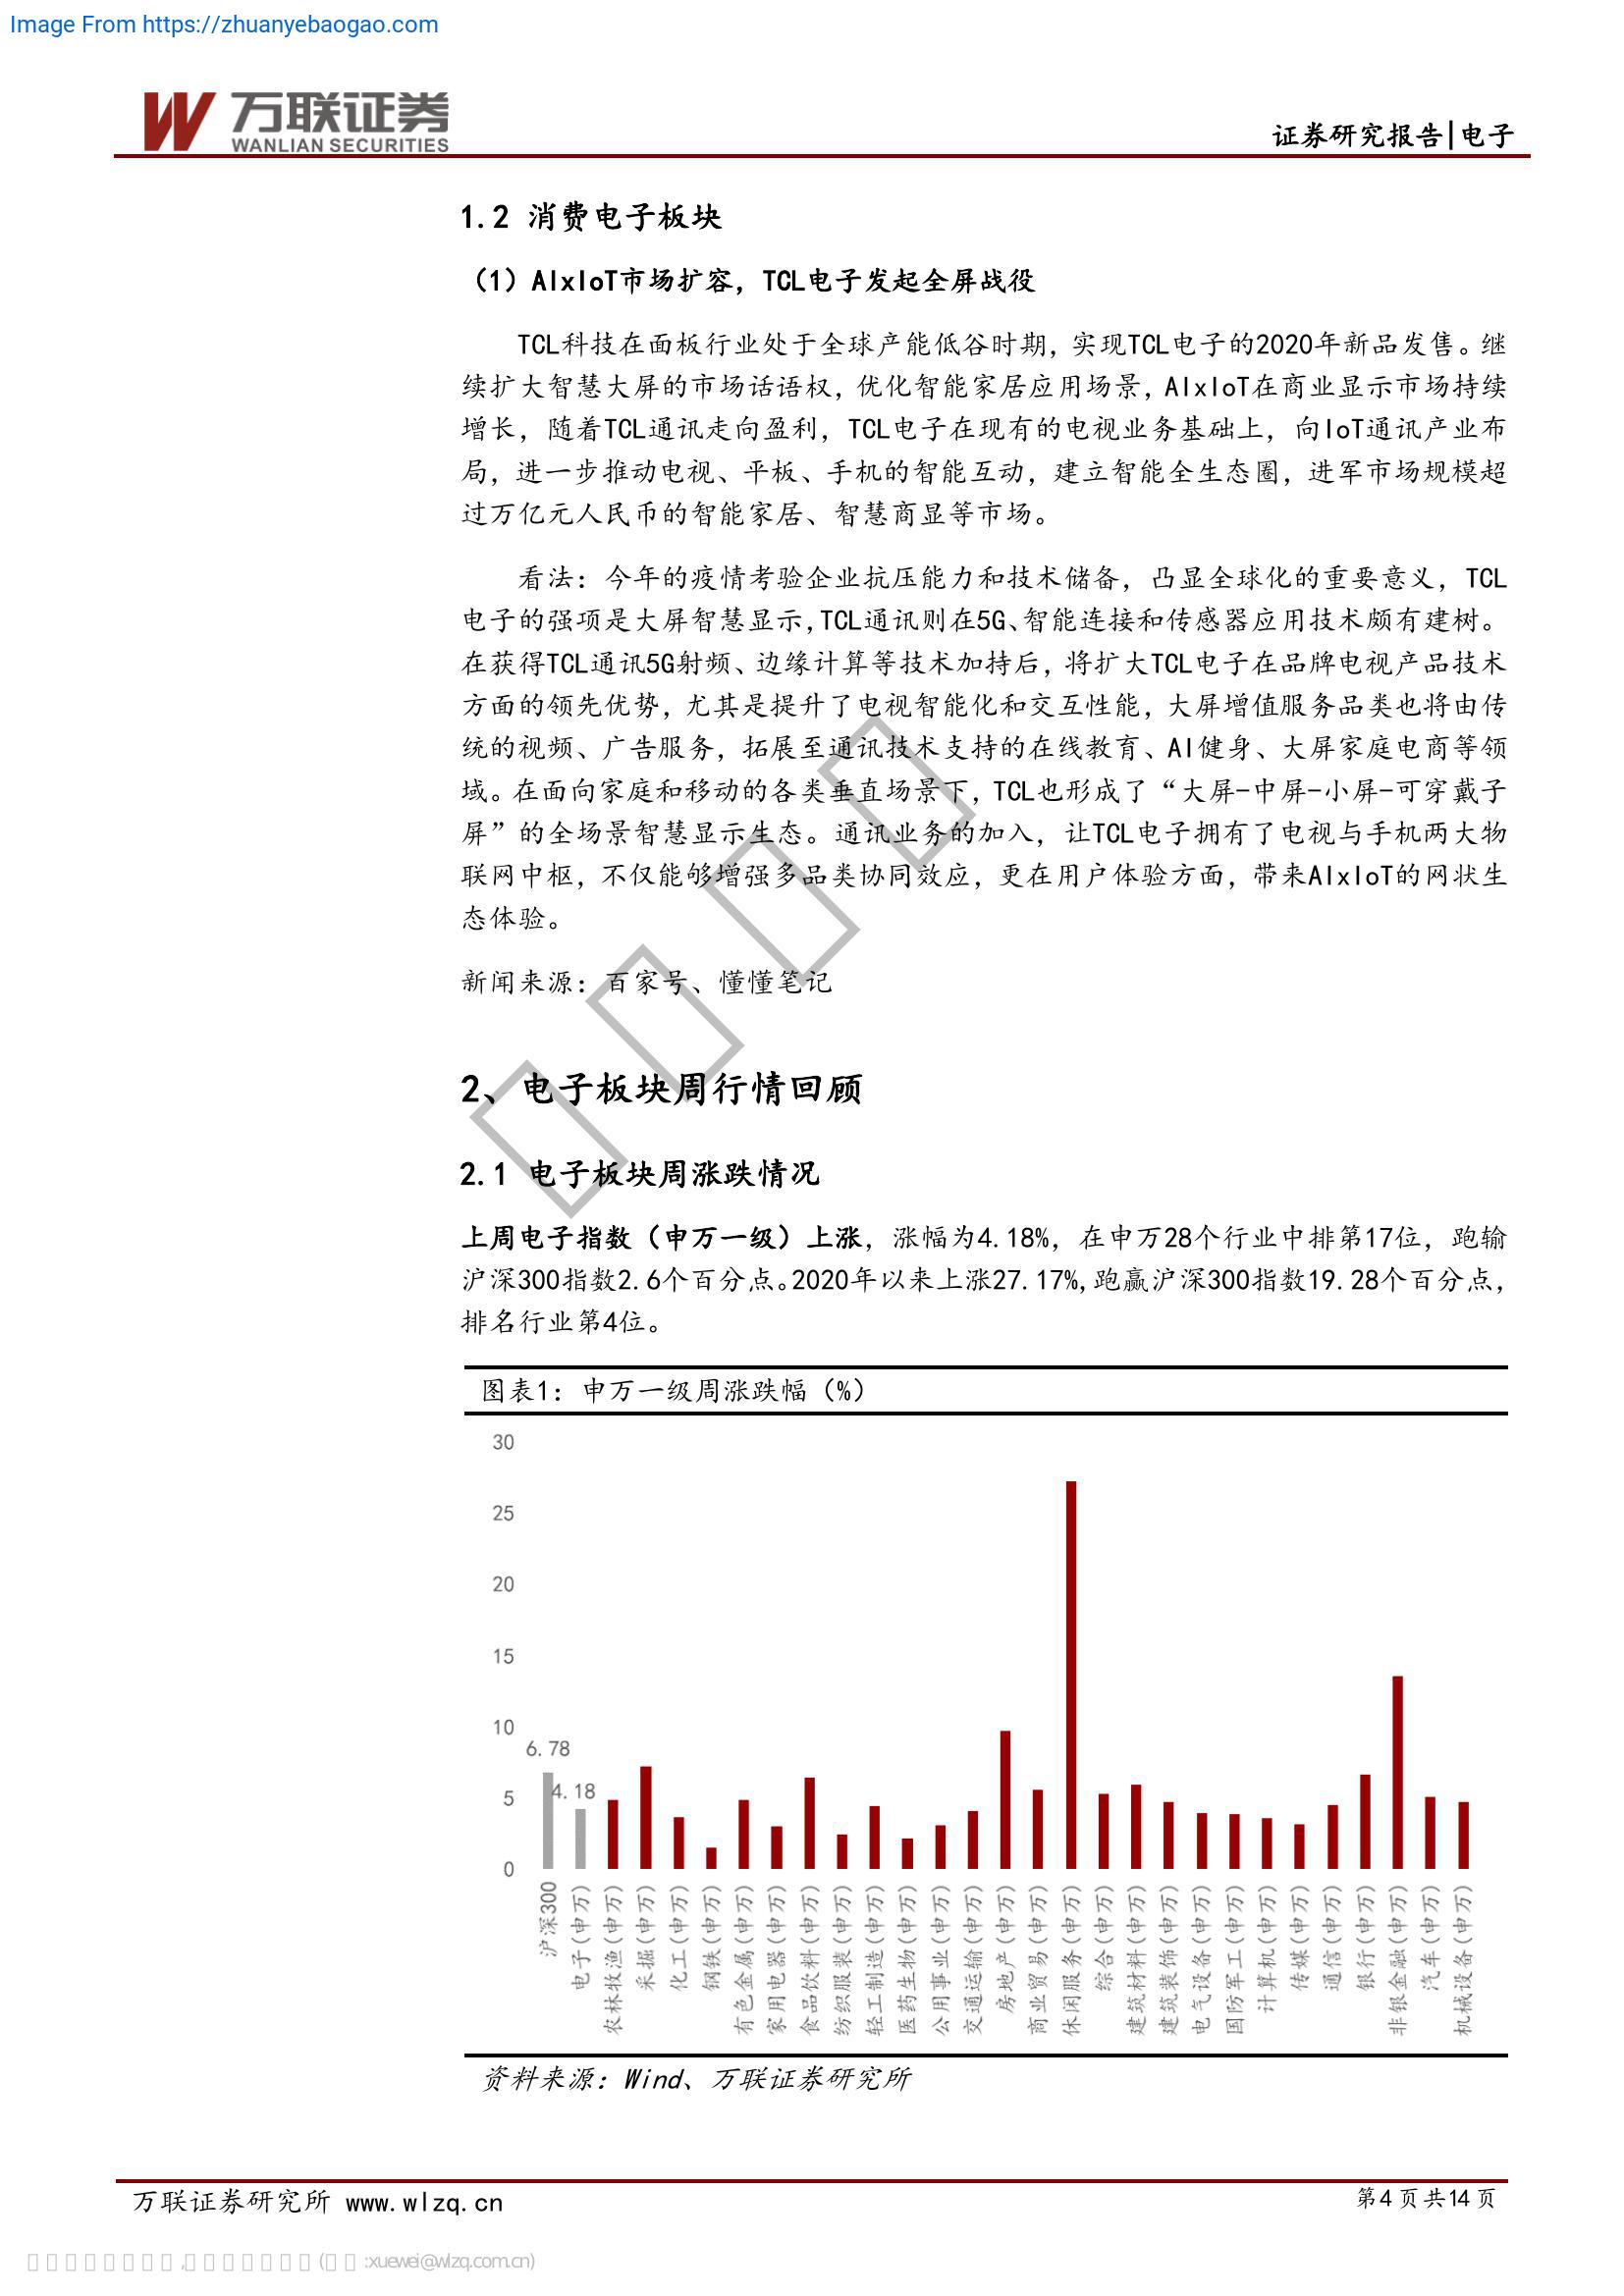 Image From https://zhuanyebaogao.com
万联证券
WANLIAN SECURITIES
证券研究报告|电子
1.2 消费电子板块
（1）AIxIoT市场扩容，TCL电子发起全屏战役
TCL科技在面板行业处于全球产能低谷时期，实现TCL电子的2020年新品发售。继
续扩大智慧大屏的市场话语权，优化智能家居应用场景，AIxIoT在商业显示市场持续
增长，随着TCL通讯走向盈利，TCL电子在现有的电视业务基础上，向IoT通讯产业布
局，进一步推动电视、平板、手机的智能互动，建立智能全生态圈，进军市场规模超
过万亿元人民币的智能家居、智慧商显等市场。
看法：今年的疫情考验企业抗压能力和技术储备，凸显全球化的重要意义，TCL
电子的强项是大屏智慧显示,TCL通讯则在5G、智能连接和传感器应用技术颇有建树。
在获得TCL通讯5G射频、边缘计算等技术加持后，将扩大TCL电子在品牌电视产品技术
方面的领先优势，尤其是提升了电视智能化和交互性能，大屏增值服务品类也将由传
统的视频、广告服务，拓展至通讯技术支持的在线教育、AI健身、大屏家庭电商等领
域。在面向家庭和移动的各类垂直场景下，TCL也形成了“大屏-中屏-小屏-可穿戴子
屏”的全场景智慧显示生态。通讯业务的加入，让TCL电子拥有了电视与手机两大物
联网中枢，不仅能够增强多品类协同效应，更在用户体验方面，带来AIxIoT的网状生
态体验。
新闻来源：百家号、懂懂笔记
2、电子板块周行情回顾
2.1 电子板块周涨跌情况
上周电子指数（申万一级）上涨，涨幅为4.18%，在申万28个行业中排第17位，跑输
沪深300指数2.6个百分点。2020年以来上涨27.17%,跑赢沪深300指数19.28个百分点，
排名行业第4位。
图表1：申万一级周涨跌幅（%）
30
25
20
15
10
5
0
6.78
4.18
沪深300
电子(申万)
农林牧渔(申万)
采掘(申万)
化工(申万)
钢铁(申万)
有色金属(申万)
家用电器(申万)
食品饮料(申万)
纺织服装(申万)
轻工制造(申万)
医药生物(申万)
公用事业(申万)
交通运输(申万)
房地产(申万)
商业贸易(申万)
休闲服务(申万)
综合(申万)
建筑材料(申万)
建筑装饰(申万)
电气设备(申万)
国防军工(申万)
计算机(申万)
传媒(申万)
通信(申万)
银行(申万)
非银金融(申万)
汽车(申万)
机械设备(申万)
资料来源：Wind、万联证券研究所
万联证券研究所 www.wlzq.cn
第4页共14页
:xuewei@wlzq.com.cn)